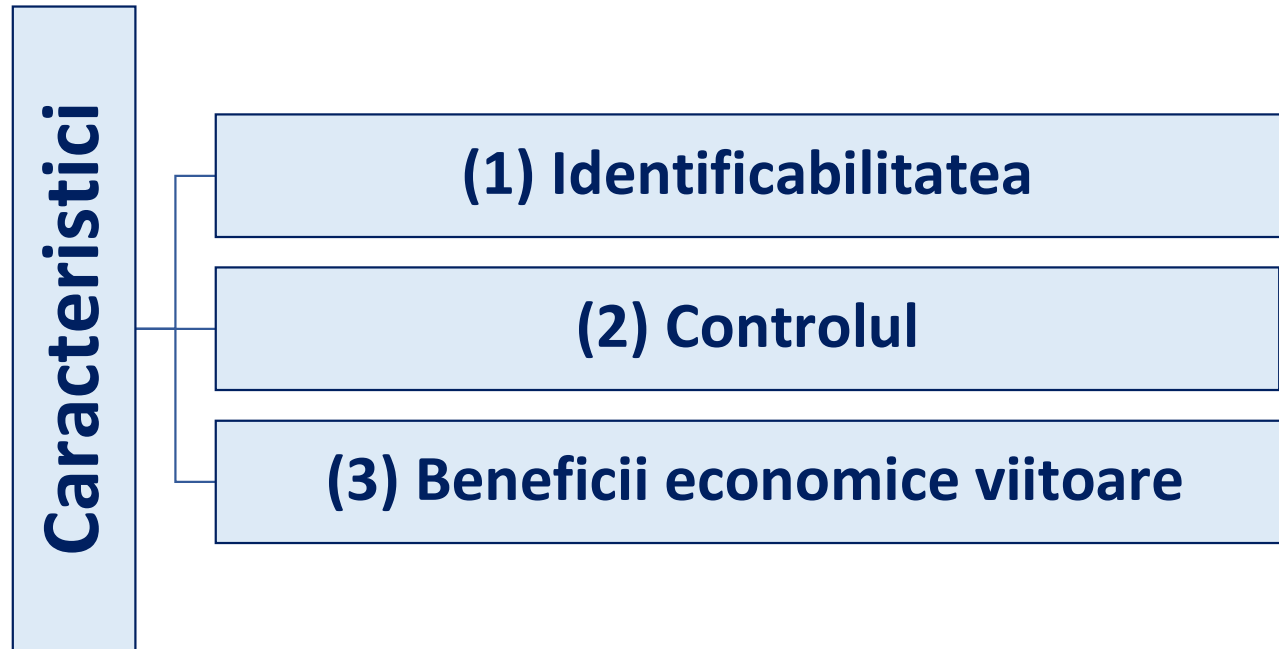 Caracteristici
(1) Identificabilitatea
(2) Controlul
(3) Beneficii economice viitoare